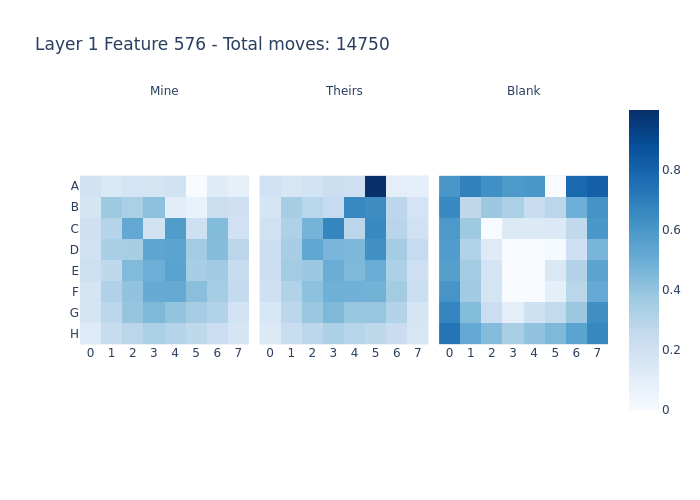 Layer 1 Feature 576 - Total moves: 14750
Mine Theirs Blank
A
B
C
D
E
F
G
H
0 1 2 3 4 5 6 7 0 1 2 3 4 5 6 7 0 1 2 3 4 5 6 7
0.8
0.6
0.4
0.2
0